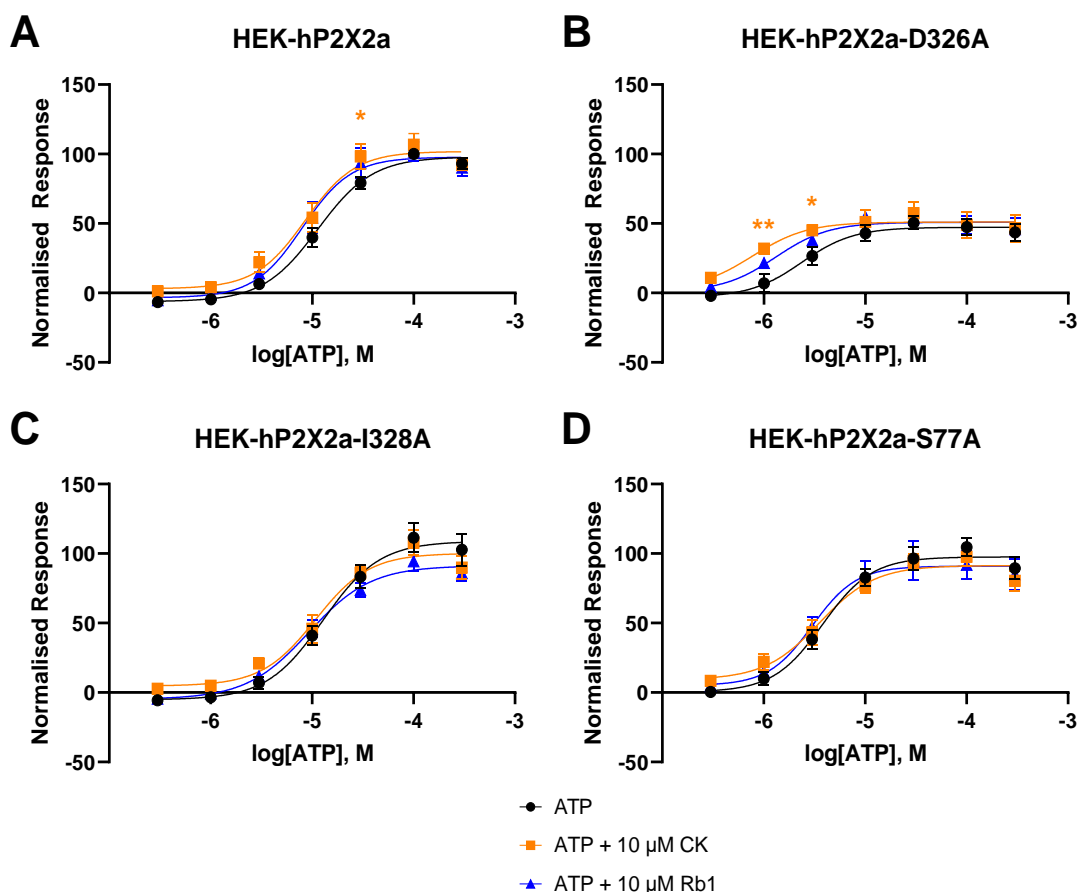 A
HEK-hP2X2a
150
100
50
0
-50
-6
-5
-4
-3
Normalised Response
log[ATP], M
*
B
HEK-hP2X2a-D326A
150
100
50
0
-50
-6
-5
-4
-3
Normalised Response
log[ATP], M
**
*
C
HEK-hP2X2a-I328A
150
100
50
0
-50
-6
-5
-4
-3
Normalised Response
log[ATP], M
D
HEK-hP2X2a-S77A
150
100
50
0
-50
-6
-5
-4
-3
Normalised Response
log[ATP], M
ATP
ATP + 10 µM CK
ATP + 10 µM Rb1